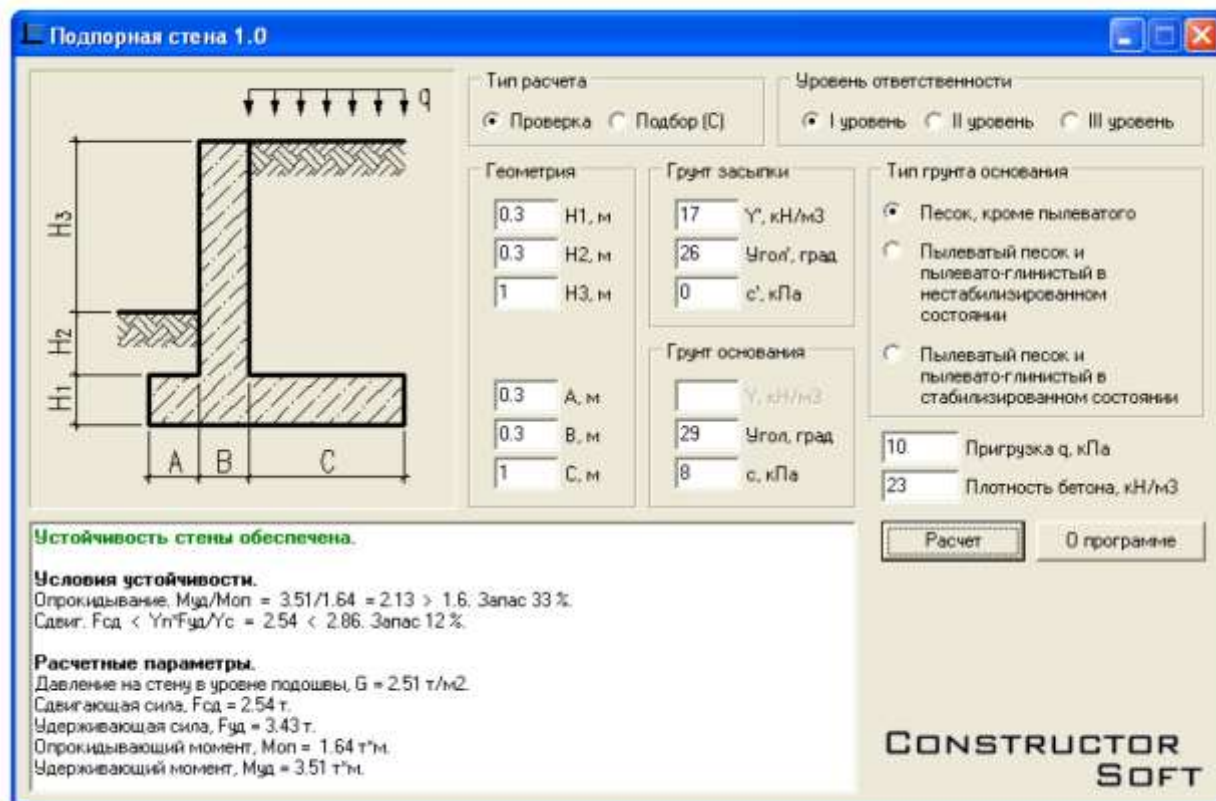 Подпорная стена 1.0
q
H3
H2
H1
A B C
Тип расчета
Проверка Подбор (C)
Уровень ответственности
I уровень II уровень III уровень
Геометрия
0.3 H1, м
0.3 H2, м
1 H3, м
0.3 A, м
0.3 B, м
1 C, м
Грунт засыпки
17 Y', кН/м3
26 Угол', град
0 c', кПа
Грунт основания
Y, кН/м3
29 Угол, град
8 c, кПа
Тип грунта основания
Песок, кроме пылеватого
Пылеватый песок и
пылевато-глинистый в
нестабилизированном
состоянии
Пылеватый песок и
пылевато-глинистый в
стабилизированном состоянии
10. Пригрузка q, кПа
23 Плотность бетона, кН/м3
Расчет О программе
Устойчивость стены обеспечена.
Условия устойчивости.
Опрокидывание. Mуд/Mоп = 3.51/1.64 = 2.13 > 1.6. Запас 33 %.
Сдвиг. Fсд < Yn*Fуд/Yc = 2.54 < 2.86. Запас 12 %.
Расчетные параметры.
Давление на стену в уровне подошвы, G = 2.51 т/м2.
Сдвигающая сила, Fсд = 2.54 т.
Удерживающая сила, Fуд = 3.43 т.
Опрокидывающий момент, Mоп = 1.64 т*м.
Удерживающий момент, Mуд = 3.51 т*м.
CONSTRUCTOR
SOFT